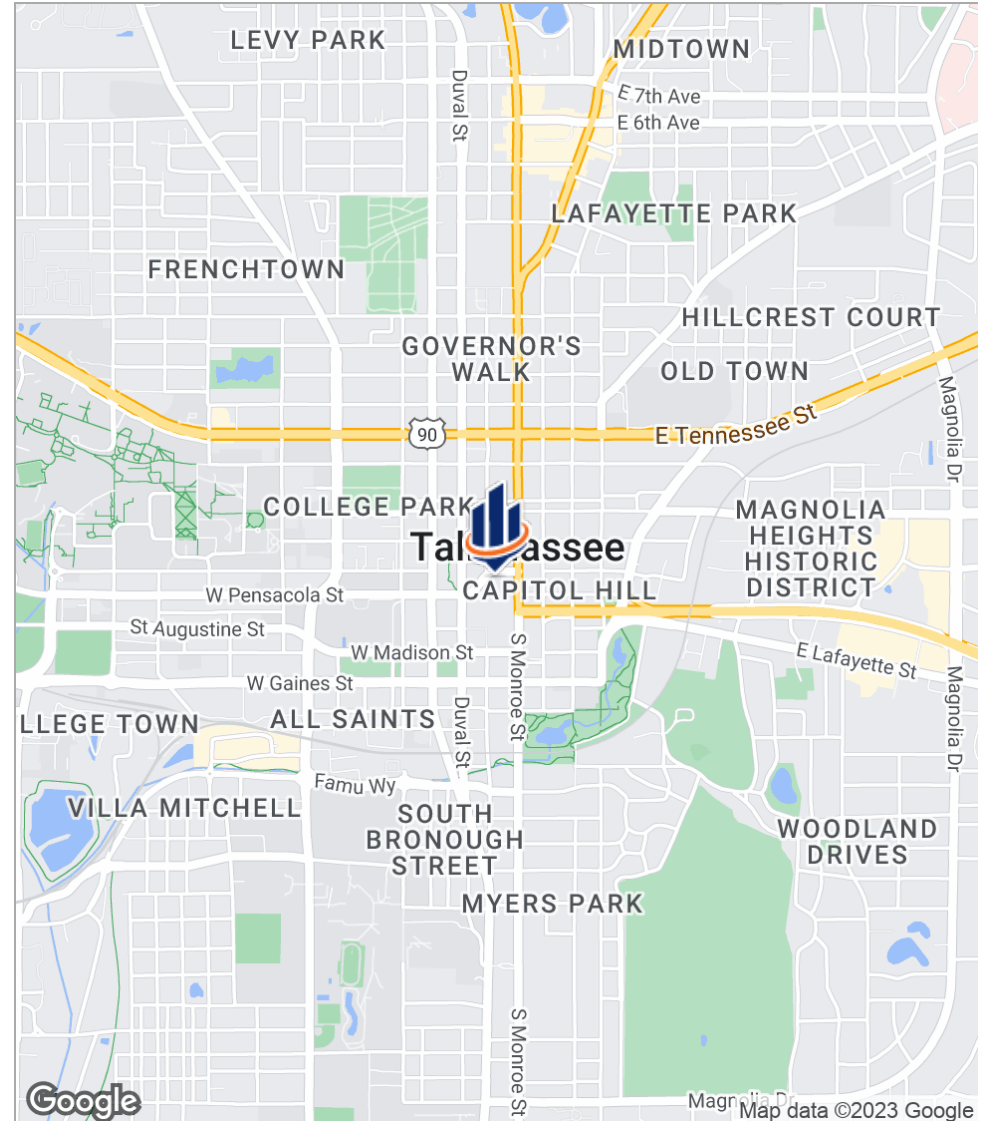 LEVY PARK
MIDTOWN
Duval St
E 7th Ave
E 6th Ave
LAFAYETTE PARK
FRENCHTOWN
HILLCREST COURT
GOVERNOR'S
WALK
OLD TOWN
Magnolia Dr
90
E Tennessee St
COLLEGE PARK
MAGNOLIA
HEIGHTS
HISTORIC
DISTRICT
CAPITOL HILL
W Pensacola St
St Augustine St
W Madison St
E Lafayette St
W Gaines St
S Monroe St
Magnolia Dr
Duval St
LLEGE TOWN
ALL SAINTS
Famu Wy
VILLA MITCHELL
SOUTH
BRONOUGH
STREET
WOODLAND
DRIVES
MYERS PARK
S Monroe St
Google
Magnolia Dr
Map data ©2023 Google